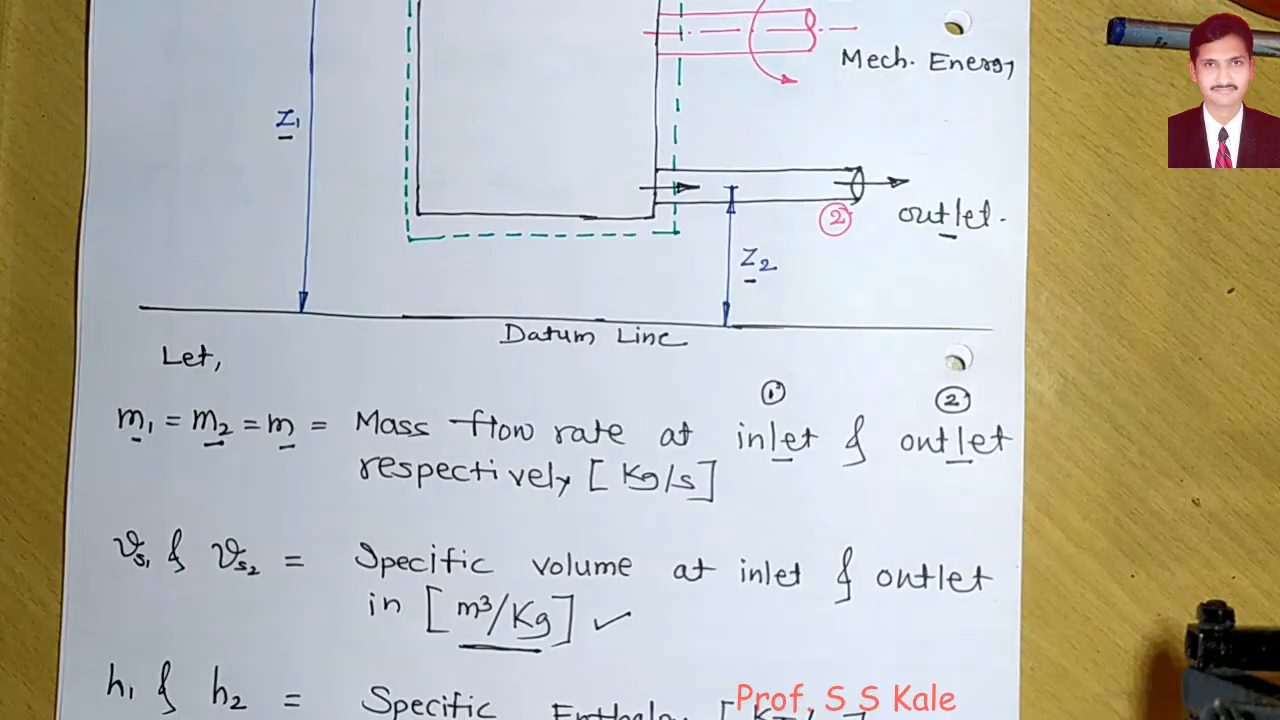 Mech. Energy
Z1
2
outlet.
Z2
Datum Line
Let,
1 2
m1 = m2 = m = Mass flow rate at inlet & outlet
respectively [Kg/s]
vs1 & vs2 = Specific volume at inlet & outlet
in [m³/Kg] ✓
h1 & h2 = Specific Enthalpy
Prof. S S Kale